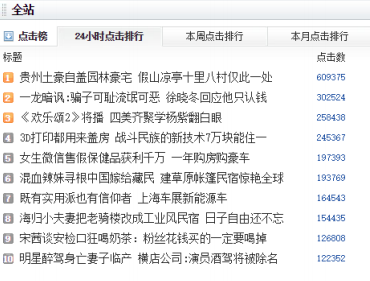 全站
点击榜 24小时点击排行 本周点击排行 本月点击排行
标题 点击数
1 贵州土豪自盖园林豪宅 假山凉亭十里八村仅此一处 609375
2 一龙暗讽:骗子可耻流氓可恶 徐晓冬回应他只认钱 302524
3 《欢乐颂2》将播 四美齐聚学杨紫翻白眼 258438
4 3D打印都用来盖房 战斗民族的新技术7万块能住一 245367
5 女生微信售假保健品获利千万 一年购房购豪车 197393
6 混血辣妹寻根中国嫁给藏民 建草原帐篷民宿惊艳全球 193769
7 既有实用派也有信仰者 上海车展新能源车 164543
8 海归小夫妻把老骑楼改成工业风民宿 日子自由还不忘 154435
9 宋茜谈安检口狂喝奶茶：粉丝花钱买的一定要喝掉 126808
10 明星醉驾身亡妻子临产 横店公司:演员酒驾将被除名 122352